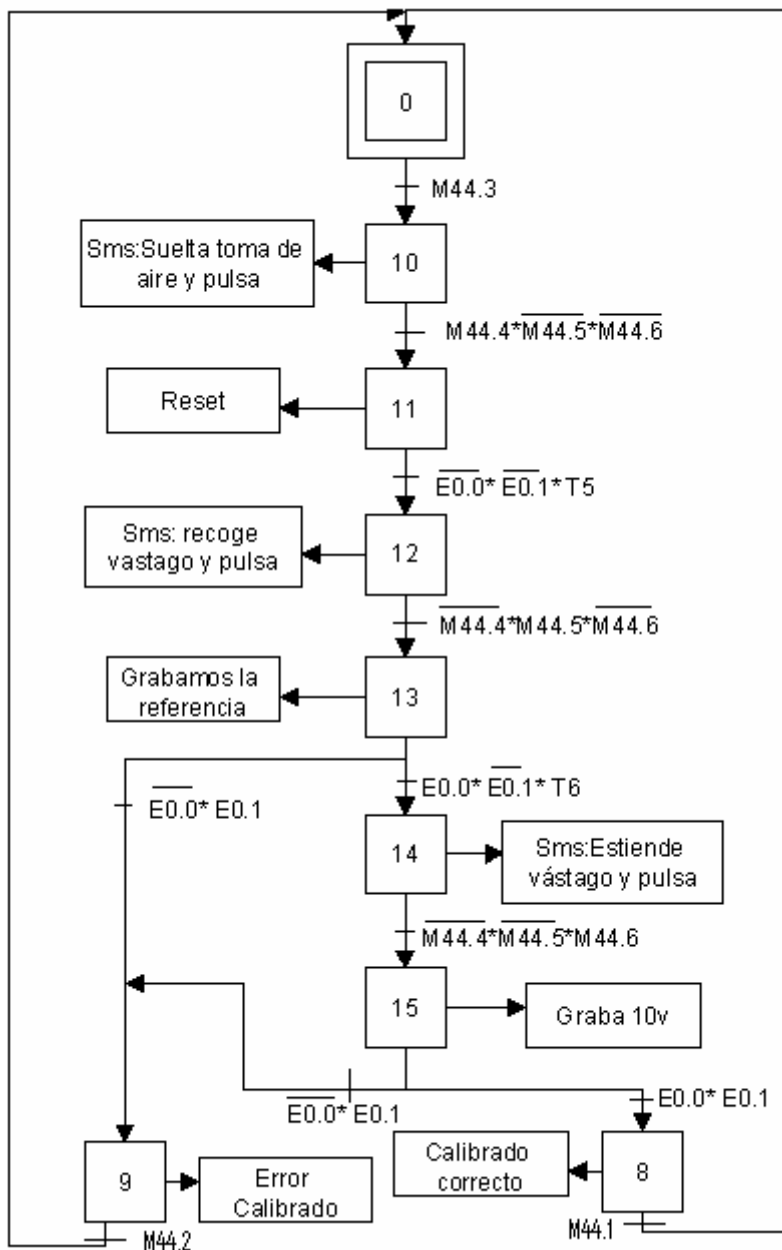 0
M44.3
Sms:Suelta toma de
aire y pulsa
10
M44.4*M44.5*M44.6
Reset
11
E0.0* E0.1* T5
Sms: recoge
vastago y pulsa
12
M44.4*M44.5*M44.6
Grabamos la
referencia
13
E0.0* E0.1
E0.0* E0.1* T6
14
Sms:Estiende
vástago y pulsa
M44.4*M44.5*M44.6
15
Graba 10v
E0.0* E0.1
E0.0* E0.1
9
Error
Calibrado
Calibrado
correcto
8
M44.2
M44.1